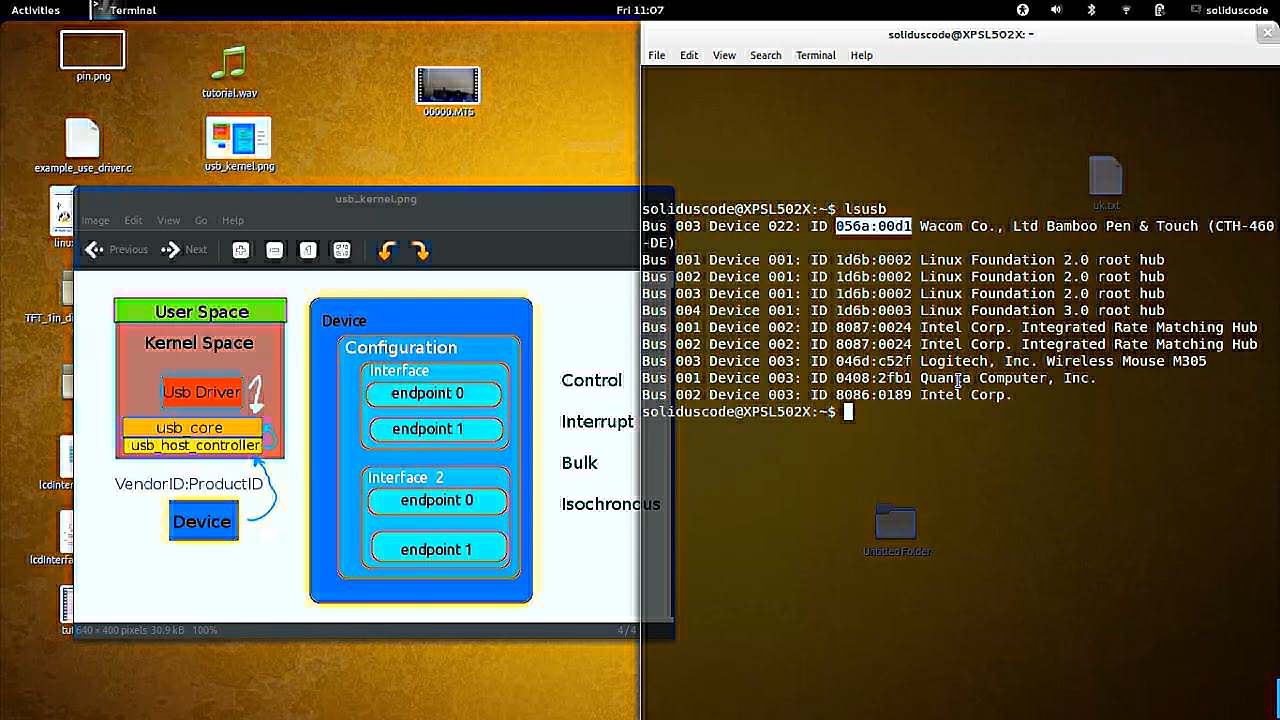 Activities
Terminal
Fri 11:07
soliduscode
pin.png
tutorial.wav
00000.MTS
example_use_driver.c
usb_kernel.png
linu
TFT_1in_di
lcdinterfa
lcdInterfa
tut
usb_kernel.png
Image Edit View Go Help
Previous
Next
User Space
Kernel Space
Usb Driver
usb_core
usb_host_controller
VendorID:ProductID
Device
Device
Configuration
Interface
endpoint 0
endpoint 1
Interface 2
endpoint 0
endpoint 1
Control
Interrupt
Bulk
Isochronous
640 × 400 pixels 30.9 kB 100%
4 / 4
soliduscode@XPSL502X: ~
File Edit View Search Terminal Help
uk.txt
soliduscode@XPSL502X:~$ lsusb
Bus 003 Device 022: ID 056a:00d1 Wacom Co., Ltd Bamboo Pen & Touch (CTH-460
-DE)
Bus 001 Device 001: ID 1d6b:0002 Linux Foundation 2.0 root hub
Bus 002 Device 001: ID 1d6b:0002 Linux Foundation 2.0 root hub
Bus 003 Device 001: ID 1d6b:0002 Linux Foundation 2.0 root hub
Bus 004 Device 001: ID 1d6b:0003 Linux Foundation 3.0 root hub
Bus 001 Device 002: ID 8087:0024 Intel Corp. Integrated Rate Matching Hub
Bus 002 Device 002: ID 8087:0024 Intel Corp. Integrated Rate Matching Hub
Bus 003 Device 003: ID 046d:c52f Logitech, Inc. Wireless Mouse M305
Bus 001 Device 003: ID 0408:2fb1 Quanta Computer, Inc.
Bus 002 Device 003: ID 8086:0189 Intel Corp.
soliduscode@XPSL502X:~$
Untitled Folder